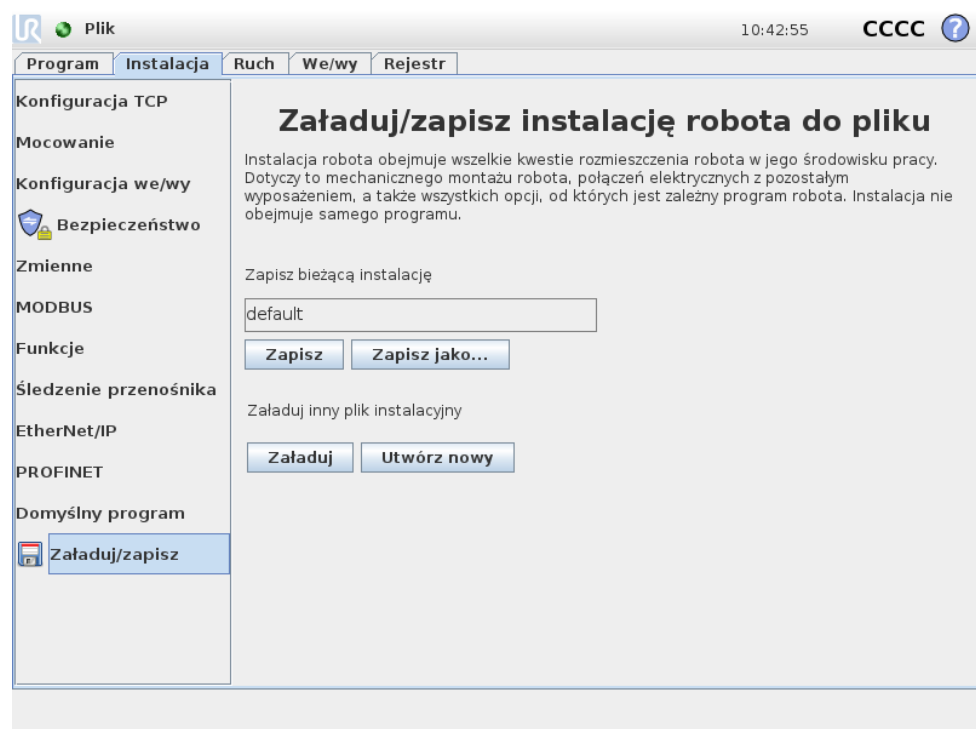 UR Plik 10:42:55 CCCC ?
Program Instalacja Ruch We/wy Rejestr
Konfiguracja TCP
Mocowanie
Konfiguracja we/wy
Bezpieczeństwo
Zmienne
MODBUS
Funkcje
Śledzenie przenośnika
EtherNet/IP
PROFINET
Domyślny program
Załaduj/zapisz
Załaduj/zapisz instalację robota do pliku
Instalacja robota obejmuje wszelkie kwestie rozmieszczenia robota w jego środowisku pracy.
Dotyczy to mechanicznego montażu robota, połączeń elektrycznych z pozostałym
wyposażeniem, a także wszystkich opcji, od których jest zależny program robota. Instalacja nie
obejmuje samego programu.
Zapisz bieżącą instalację
default
Zapisz Zapisz jako...
Załaduj inny plik instalacyjny
Załaduj Utwórz nowy